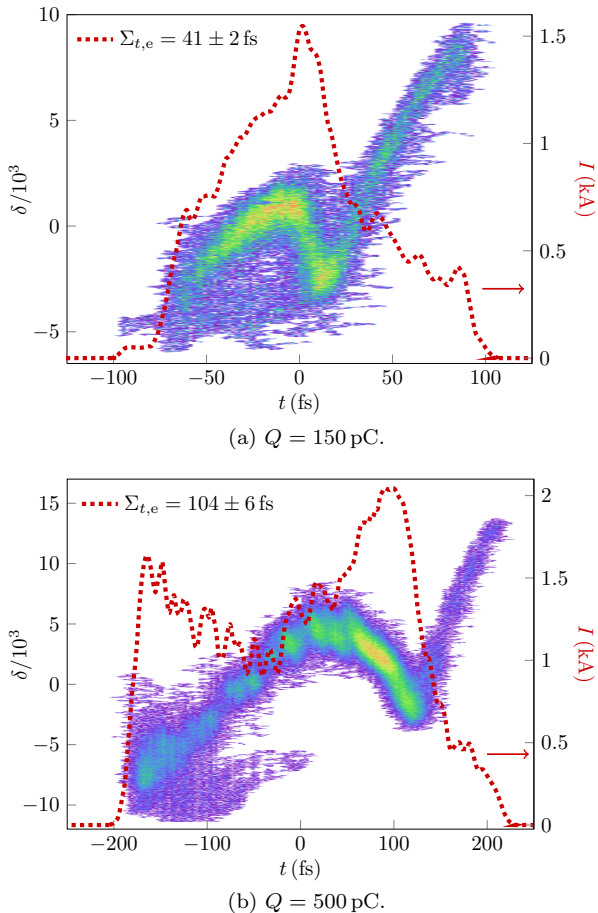 Σt,e = 41 ± 2 fs
10
5
0
−5
δ/10³
1.5
1
0.5
0
I (kA)
−100 −50 0 50 100
t (fs)
(a) Q = 150 pC.
Σt,e = 104 ± 6 fs
15
10
5
0
−5
−10
δ/10³
2
1.5
1
0.5
0
I (kA)
−200 −100 0 100 200
t (fs)
(b) Q = 500 pC.